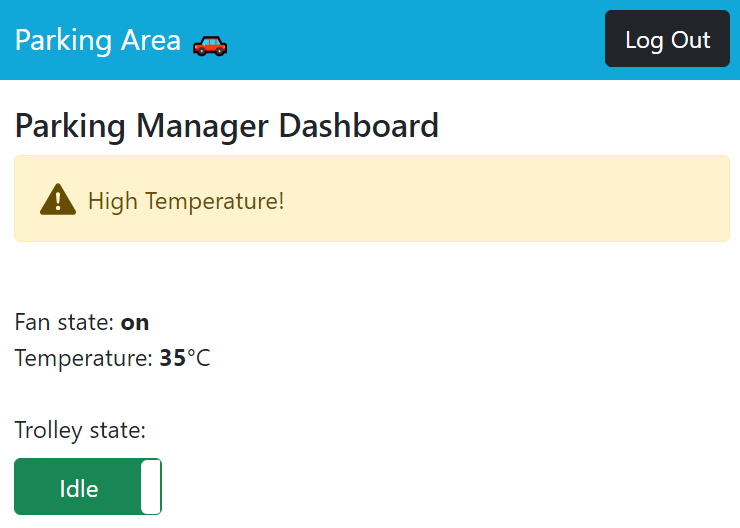 Parking Area 🚗
Log Out
Parking Manager Dashboard
High Temperature!
Fan state: on
Temperature: 35°C
Trolley state:
Idle